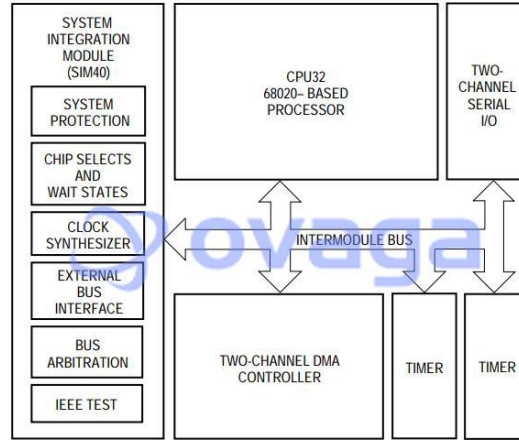 SYSTEM
INTEGRATION
MODULE
(SIM40)
SYSTEM
PROTECTION
CHIP SELECTS
AND
WAIT STATES
CLOCK
SYNTHESIZER
EXTERNAL
BUS
INTERFACE
BUS
ARBITRATION
IEEE TEST
CPU32
68020– BASED
PROCESSOR
TWO-
CHANNEL
SERIAL
I/O
INTERMODULE BUS
ovaga
TWO-CHANNEL DMA
CONTROLLER
TIMER
TIMER